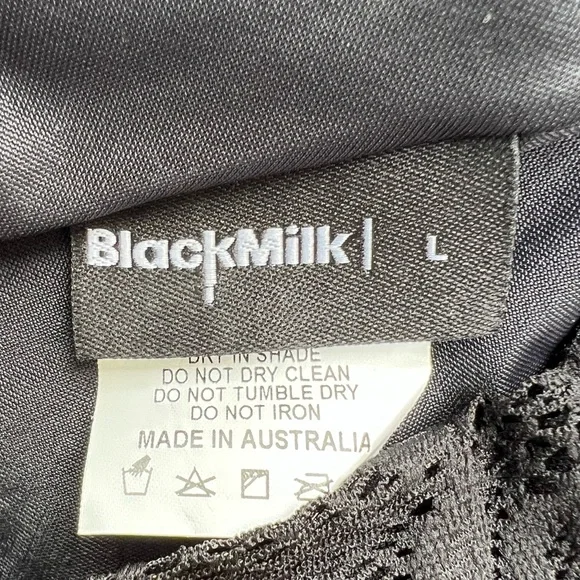 BlackMilk| L
DRY IN SHADE
DO NOT DRY CLEAN
DO NOT TUMBLE DRY
DO NOT IRON
MADE IN AUSTRALIA